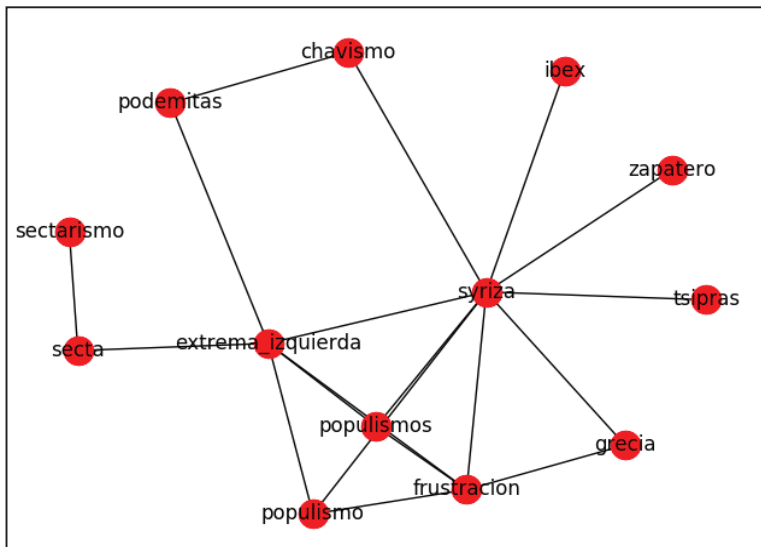 chavismo
ibex
podemitas
zapatero
sectarismo
syriza
tsipras
extrema_izquierda
secta
populismos
grecia
frustracion
populismo